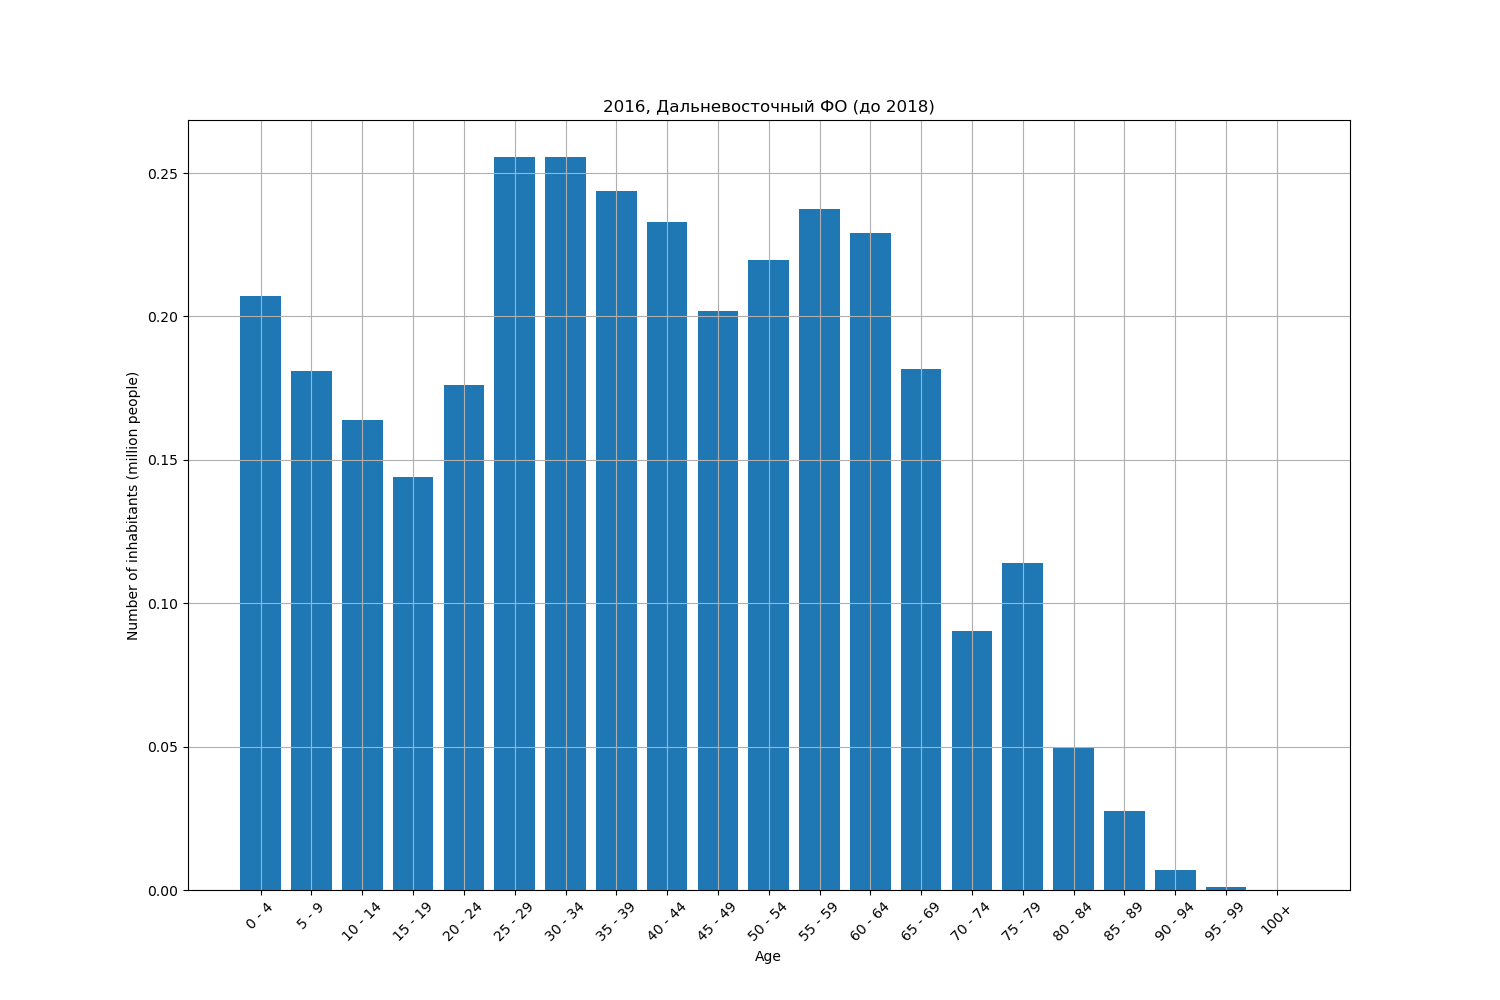 2016, Дальневосточный ФО (до 2018)
Number of inhabitants (million people)
0.25
0.20
0.15
0.10
0.05
0.00
0 - 4
5 - 9
10 - 14
15 - 19
20 - 24
25 - 29
30 - 34
35 - 39
40 - 44
45 - 49
50 - 54
55 - 59
60 - 64
65 - 69
70 - 74
75 - 79
80 - 84
85 - 89
90 - 94
95 - 99
100+
Age